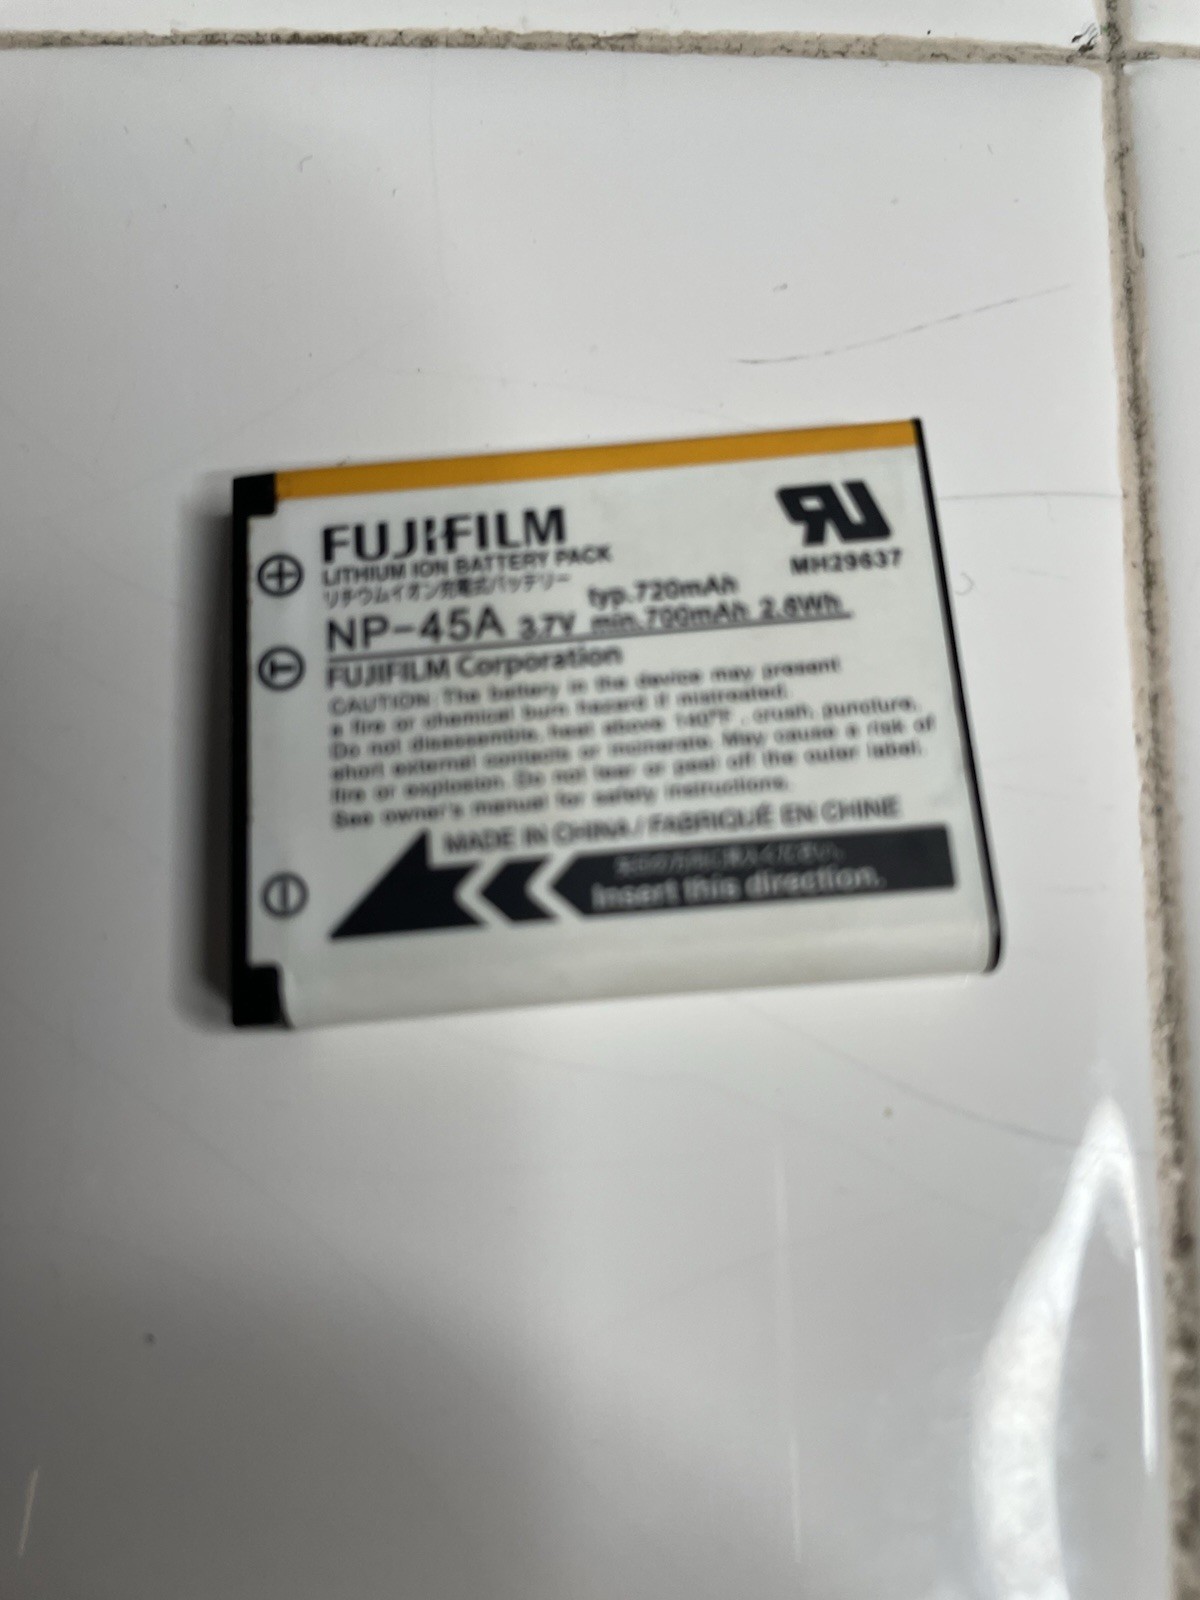 FUJIFILM
LITHIUM ION BATTERY PACK
リチウムイオン充電式バッテリー
NP-45A 3.7V typ.720mAh
min.700mAh 2.6Wh
MH29637
FUJIFILM Corporation
CAUTION : The battery in the device may present
a fire or chemical burn hazard if mistreated.
Do not disassemble, heat above 140°F , crush, puncture,
short external contacts or incinerate. May cause a risk of
fire or explosion. Do not tear or peel off the outer label.
See owner's manual for safety instructions.
MADE IN CHINA / FABRIQUÉ EN CHINE
Insert this direction.